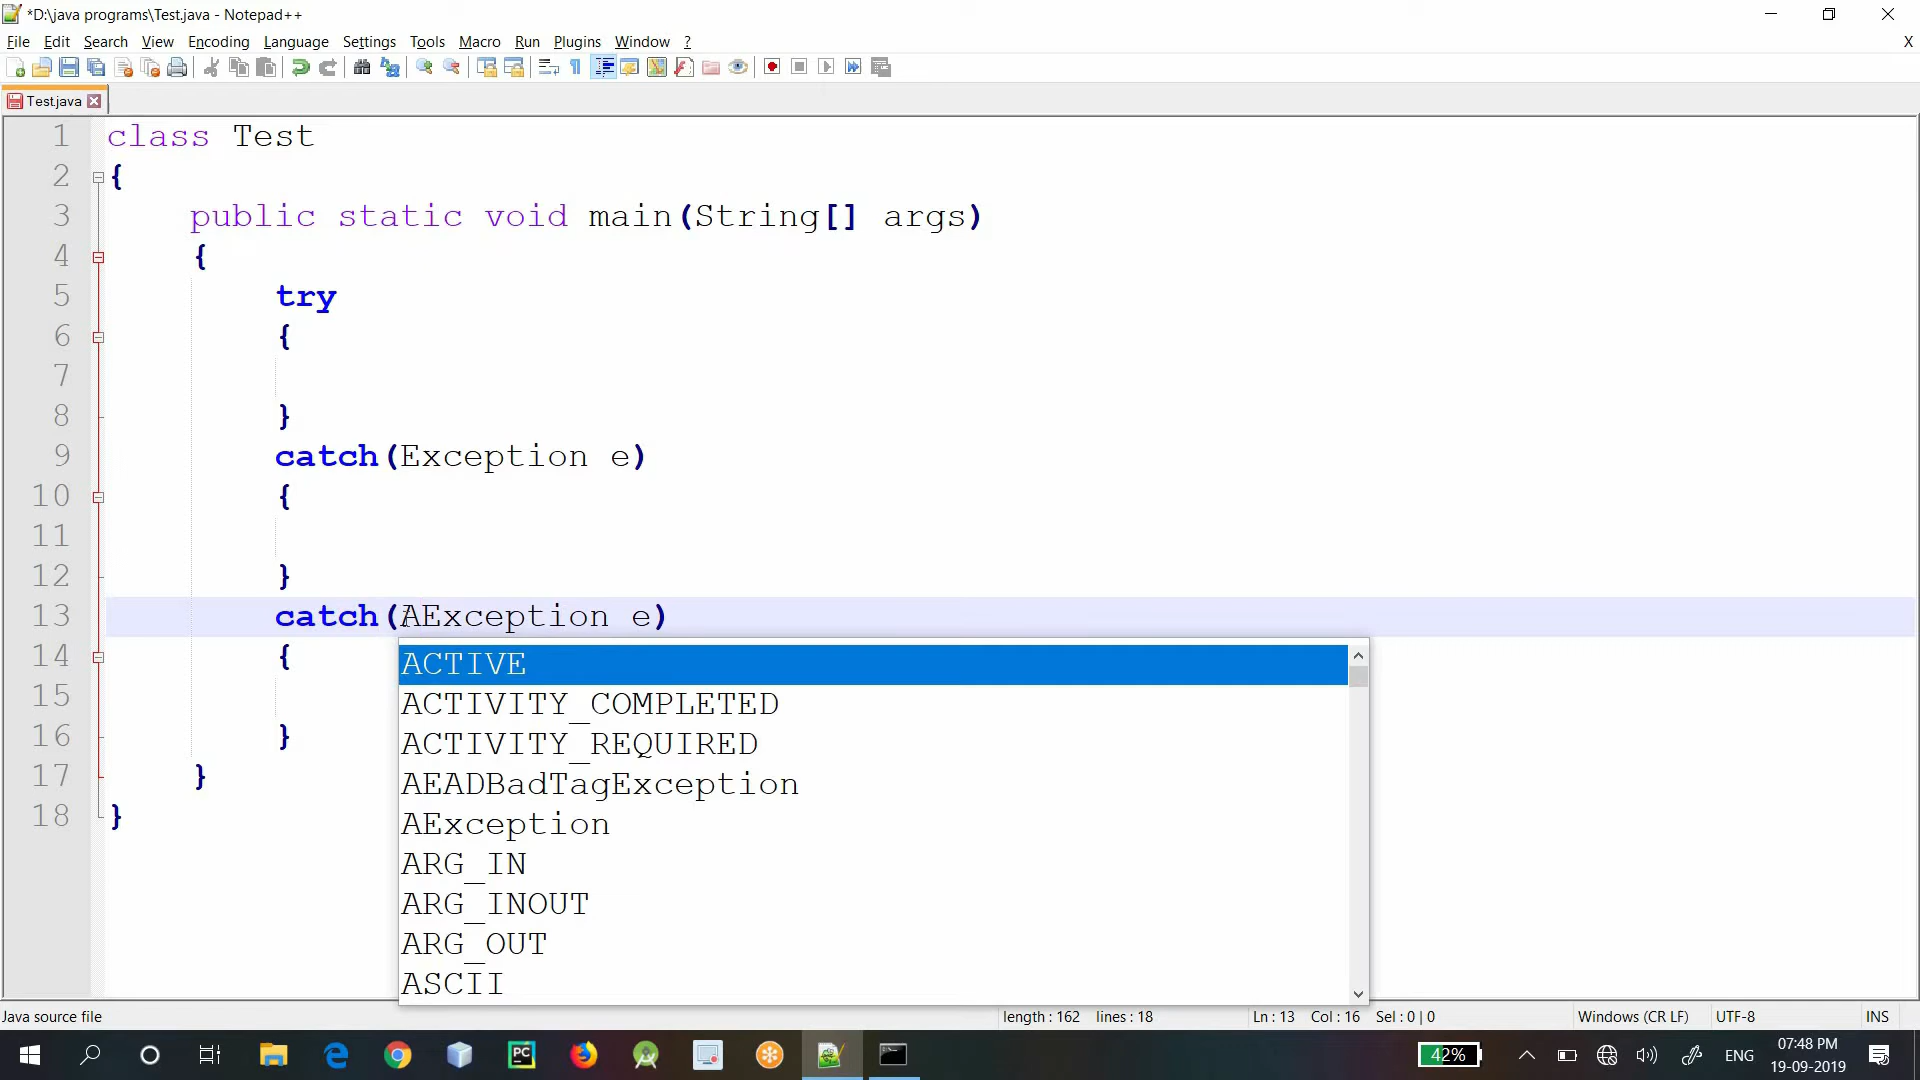 *D:\java programs\Test.java - Notepad++
File Edit Search View Encoding Language Settings Tools Macro Run Plugins Window ? X
Test.java
1 class Test
2 {
3 public static void main(String[] args)
4 {
5 try
6 {
7
8 }
9 catch(Exception e)
10 {
11
12 }
13 catch(AException e)
14 {
ACTIVE
ACTIVITY_COMPLETED
15
ACTIVITY_REQUIRED
16 }
AEADBadTagException
17 }
AException
18 }
ARG_IN
ARG_INOUT
ARG_OUT
ASCII
Java source file length : 162 lines : 18 Ln : 13 Col : 16 Sel : 0 | 0 Windows (CR LF) UTF-8 INS
PC 42% ENG 07:48 PM
19-09-2019